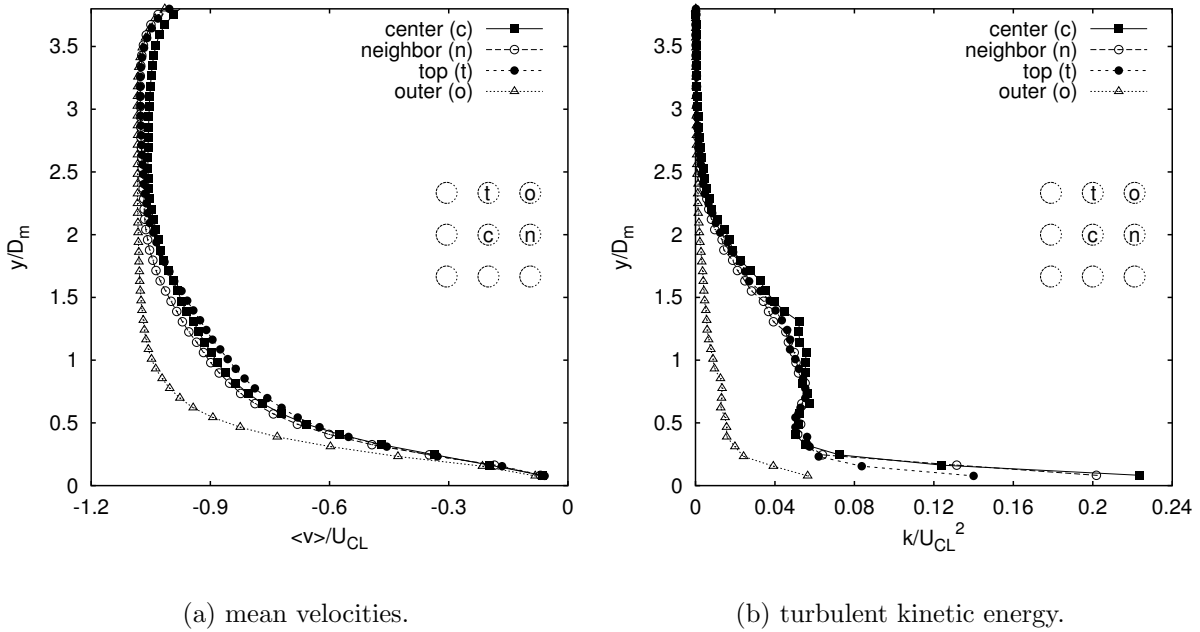 3.5
3
2.5
2
1.5
1
0.5
0
-1.2
-0.9
-0.6
-0.3
0
y/D_m
<v>/U_CL
center (c)
neighbor (n)
top (t)
outer (o)
t o
c n
(a) mean velocities.
3.5
3
2.5
2
1.5
1
0.5
0
0
0.04
0.08
0.12
0.16
0.2
0.24
y/D_m
k/U_CL^2
center (c)
neighbor (n)
top (t)
outer (o)
t o
c n
(b) turbulent kinetic energy.